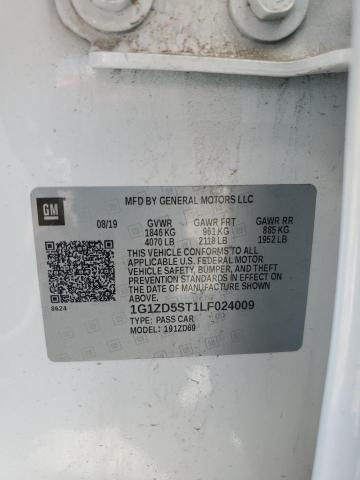 GM
MFD BY GENERAL MOTORS LLC
08/19 GVWR GAWR FRT GAWR RR
1846 KG 961 KG 885 KG
4070 LB 2118 LB 1952 LB
THIS VEHICLE CONFORMS TO ALL
APPLICABLE U.S. FEDERAL MOTOR
VEHICLE SAFETY, BUMPER, AND THEFT
PREVENTION STANDARDS IN EFFECT
ON THE DATE OF MANUFACTURE
SHOWN ABOVE.
8624
1G1ZD5ST1LF024009
TYPE: PASS CAR
MODEL: 191ZD69